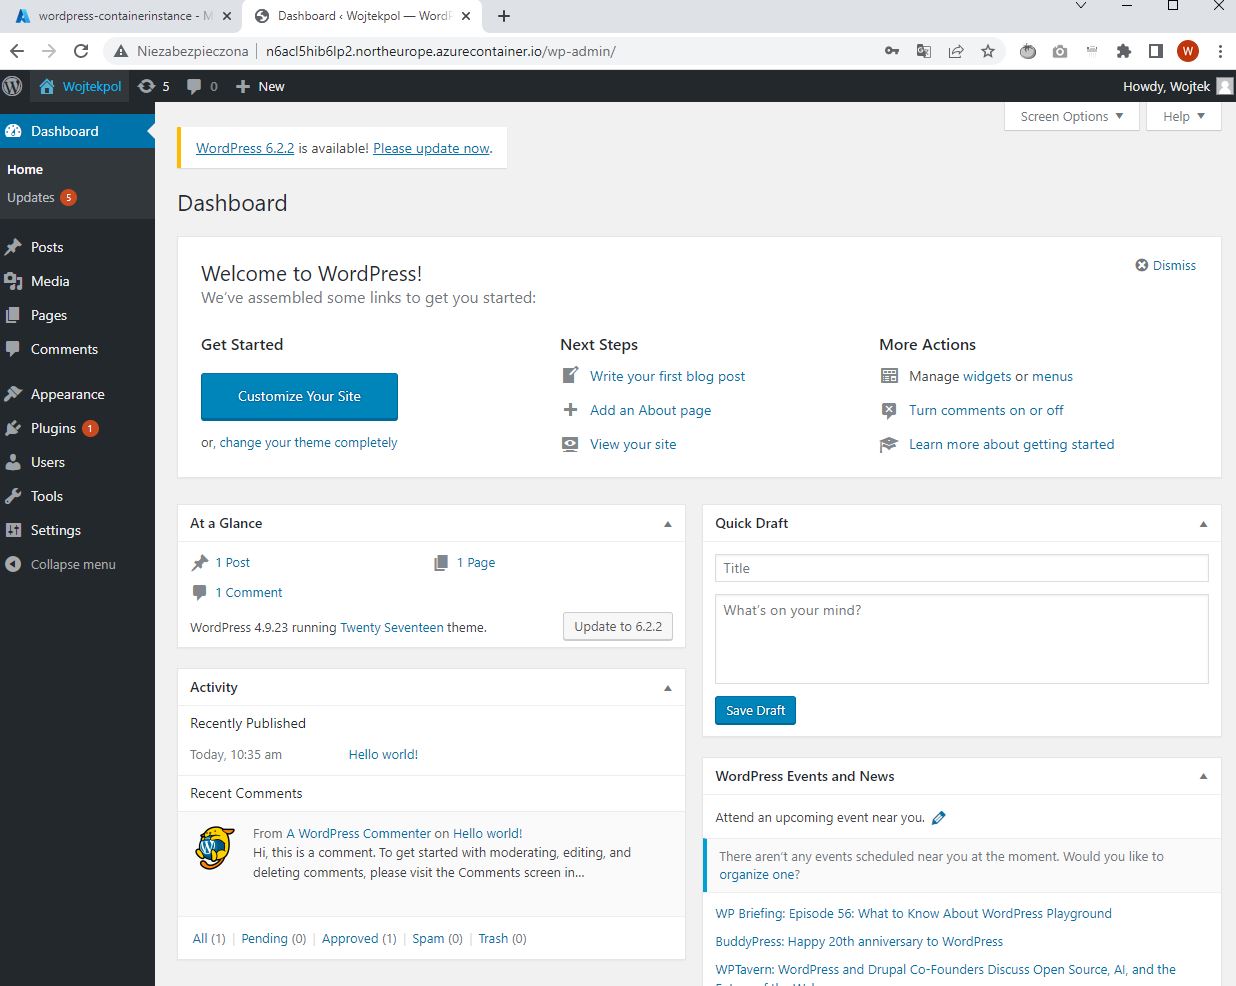 wordpress-containerinstance - M
Dashboard ‹ Wojtekpol — WordP
Niezabezpieczona | n6acl5hib6lp2.northeurope.azurecontainer.io/wp-admin/
W
Wojtekpol 5 0 New Howdy, Wojtek
Screen Options Help
Dashboard
Home
Updates 5
Posts
Media
Pages
Comments
Appearance
Plugins 1
Users
Tools
Settings
Collapse menu
WordPress 6.2.2 is available! Please update now.
Dashboard
Welcome to WordPress!
Dismiss
We've assembled some links to get you started:
Get Started
Customize Your Site
or, change your theme completely
Next Steps
Write your first blog post
Add an About page
View your site
More Actions
Manage widgets or menus
Turn comments on or off
Learn more about getting started
At a Glance
1 Post
1 Page
1 Comment
WordPress 4.9.23 running Twenty Seventeen theme.
Update to 6.2.2
Activity
Recently Published
Today, 10:35 am Hello world!
Recent Comments
From A WordPress Commenter on Hello world!
Hi, this is a comment. To get started with moderating, editing, and
deleting comments, please visit the Comments screen in...
All (1) | Pending (0) | Approved (1) | Spam (0) | Trash (0)
Quick Draft
Title
What's on your mind?
Save Draft
WordPress Events and News
Attend an upcoming event near you.
There aren't any events scheduled near you at the moment. Would you like to
organize one?
WP Briefing: Episode 56: What to Know About WordPress Playground
BuddyPress: Happy 20th anniversary to WordPress
WPTavern: WordPress and Drupal Co-Founders Discuss Open Source, AI, and the